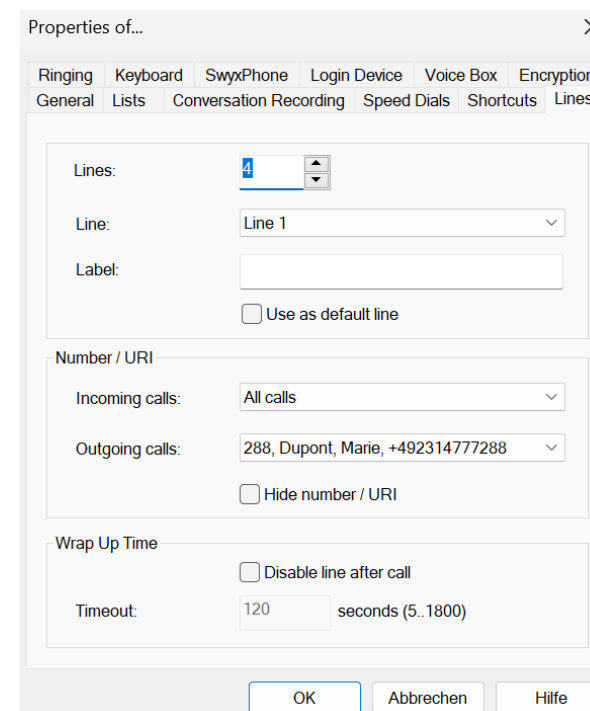 Properties of...
Ringing Keyboard SwyxPhone Login Device Voice Box Encryption
General Lists Conversation Recording Speed Dials Shortcuts Lines
Lines: 4
Line: Line 1
Label:
Use as default line
Number / URI
Incoming calls: All calls
Outgoing calls: 288, Dupont, Marie, +492314777288
Hide number / URI
Wrap Up Time
Disable line after call
Timeout: 120 seconds (5..1800)
OK Abbrechen Hilfe